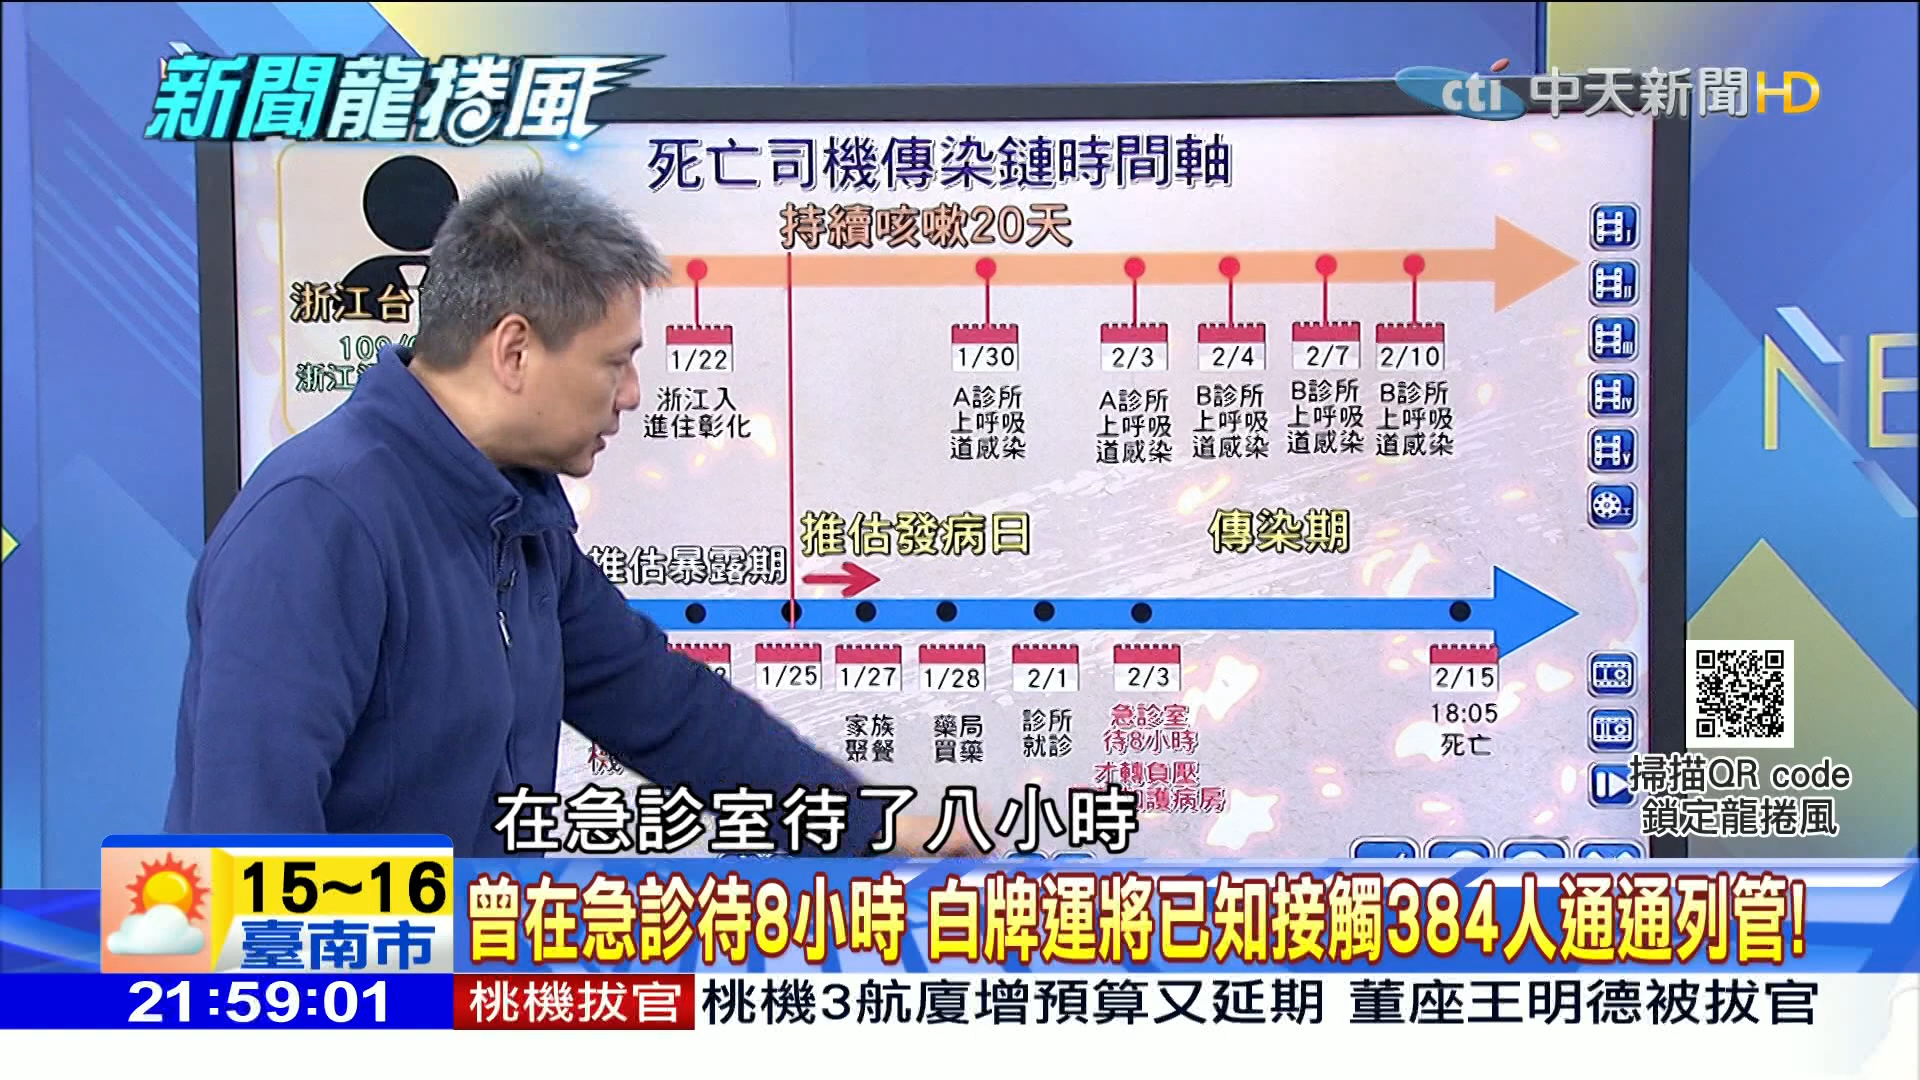 新聞龍捲風
cti 中天新聞HD
死亡司機傳染鏈時間軸
持續咳嗽20天
浙江台
109/
浙江
1/22
浙江入
進住彰化
1/30
A診所
上呼吸
道感染
2/3
A診所
上呼吸
道感染
2/4
B診所
上呼吸
道感染
2/7
B診所
上呼吸
道感染
2/10
B診所
上呼吸
道感染
推估暴露期
推估發病日
傳染期
1/25
1/27
家族
聚餐
1/28
藥局
買藥
2/1
診所
就診
2/3
急診室
待8小時
才轉負壓
護病房
2/15
18:05
死亡
機
NE
掃描QR code
鎖定龍捲風
在急診室待了八小時
15~16
臺南市
曾在急診待8小時 白牌運將已知接觸384人通通列管!
21:59:01
桃機拔官
桃機3航廈增預算又延期 董座王明德被拔官